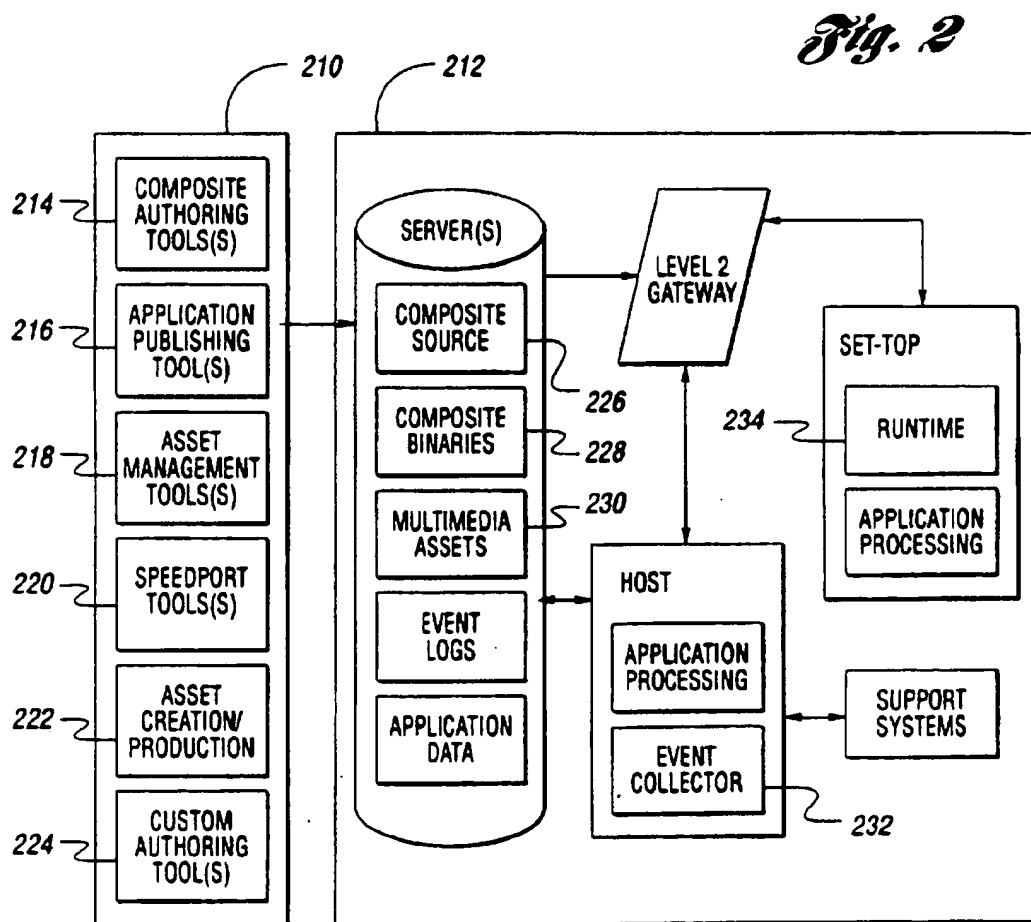 Fig. 2
210
212
214
COMPOSITE
AUTHORING
TOOLS(S)
216
APPLICATION
PUBLISHING
TOOL(S)
218
ASSET
MANAGEMENT
TOOLS(S)
220
SPEEDPORT
TOOLS(S)
222
ASSET
CREATION/
PRODUCTION
224
CUSTOM
AUTHORING
TOOL(S)
SERVER(S)
COMPOSITE
SOURCE
226
COMPOSITE
BINARIES
228
MULTIMEDIA
ASSETS
230
EVENT
LOGS
APPLICATION
DATA
LEVEL 2
GATEWAY
SET-TOP
234
RUNTIME
APPLICATION
PROCESSING
HOST
APPLICATION
PROCESSING
EVENT
COLLECTOR
232
SUPPORT
SYSTEMS